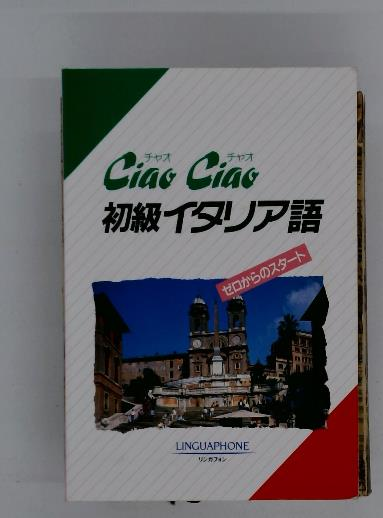 チャオ チャオ
Ciao Ciao
初級イタリア語
ゼロからのスタート
LINGUAPHONE
リンガフォン